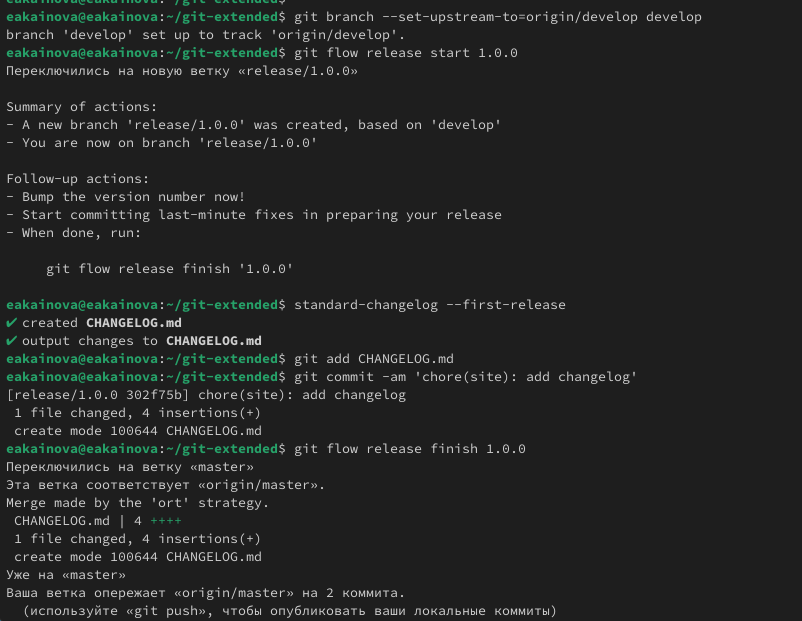 eakainova@eakainova:~/git-extended$
eakainova@eakainova:~/git-extended$ git branch --set-upstream-to=origin/develop develop
branch 'develop' set up to track 'origin/develop'.
eakainova@eakainova:~/git-extended$ git flow release start 1.0.0
Переключились на новую ветку «release/1.0.0»
Summary of actions:
- A new branch 'release/1.0.0' was created, based on 'develop'
- You are now on branch 'release/1.0.0'
Follow-up actions:
- Bump the version number now!
- Start committing last-minute fixes in preparing your release
- When done, run:
git flow release finish '1.0.0'
eakainova@eakainova:~/git-extended$ standard-changelog --first-release
✔ created CHANGELOG.md
✔ output changes to CHANGELOG.md
eakainova@eakainova:~/git-extended$ git add CHANGELOG.md
eakainova@eakainova:~/git-extended$ git commit -am 'chore(site): add changelog'
[release/1.0.0 302f75b] chore(site): add changelog
1 file changed, 4 insertions(+)
create mode 100644 CHANGELOG.md
eakainova@eakainova:~/git-extended$ git flow release finish 1.0.0
Переключились на ветку «master»
Эта ветка соответствует «origin/master».
Merge made by the 'ort' strategy.
CHANGELOG.md | 4 ++++
1 file changed, 4 insertions(+)
create mode 100644 CHANGELOG.md
Уже на «master»
Ваша ветка опережает «origin/master» на 2 коммита.
(используйте «git push», чтобы опубликовать ваши локальные коммиты)